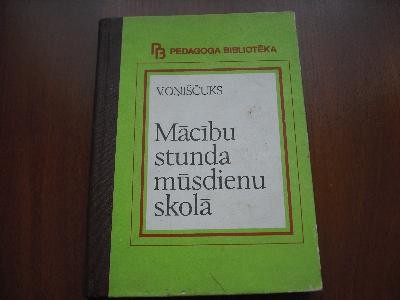 PB PEDAGOGA BIBLIOTĒKA
V.OŅIŠČUKS
Mācību
stunda
mūsdienu
skolā